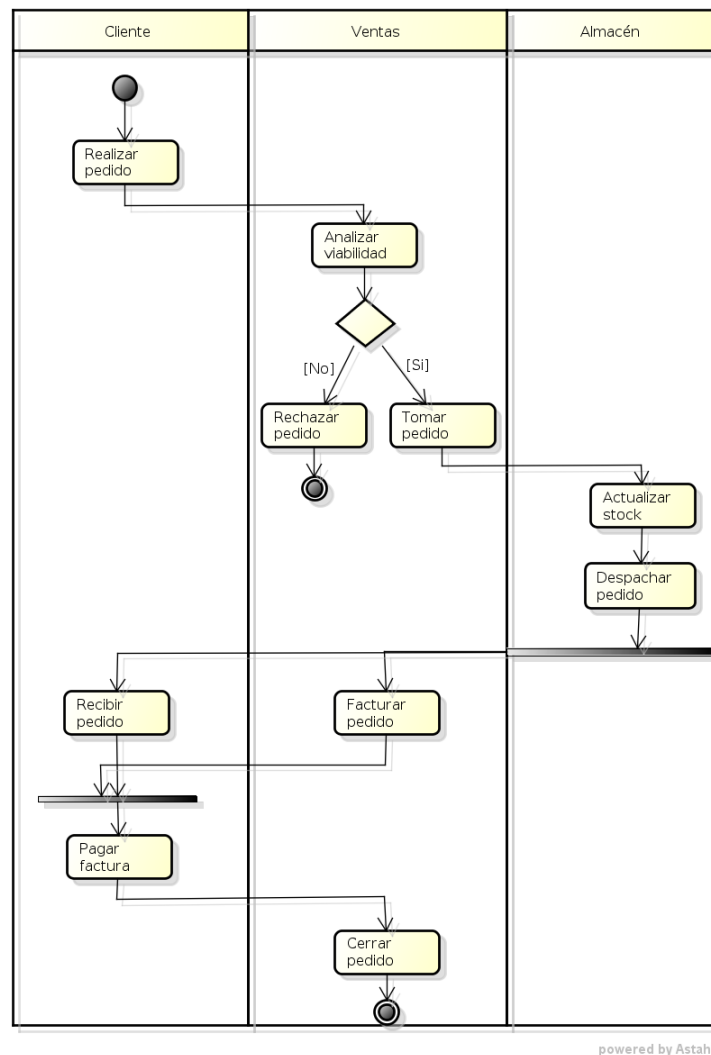 Cliente
Ventas
Almacén
Realizar
pedido
Analizar
viabilidad
[No]
[Si]
Rechazar
pedido
Tomar
pedido
Actualizar
stock
Despachar
pedido
Recibir
pedido
Facturar
pedido
Pagar
factura
Cerrar
pedido
powered by Astah